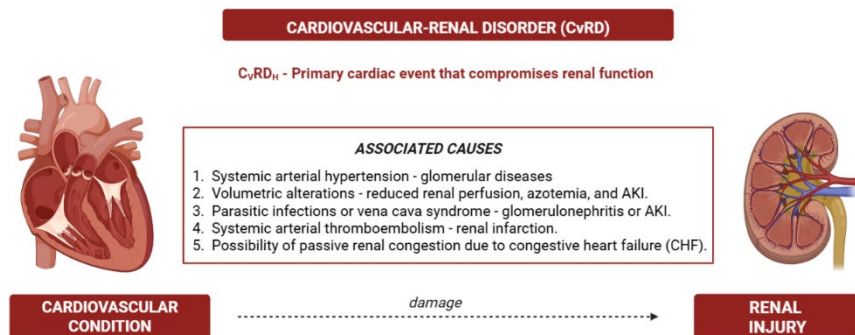 CARDIOVASCULAR-RENAL DISORDER (CvRD)
CᵥRDₕ - Primary cardiac event that compromises renal function
ASSOCIATED CAUSES
1. Systemic arterial hypertension - glomerular diseases
2. Volumetric alterations - reduced renal perfusion, azotemia, and AKI.
3. Parasitic infections or vena cava syndrome - glomerulonephritis or AKI.
4. Systemic arterial thromboembolism - renal infarction.
5. Possibility of passive renal congestion due to congestive heart failure (CHF).
CARDIOVASCULAR
CONDITION
damage
RENAL
INJURY